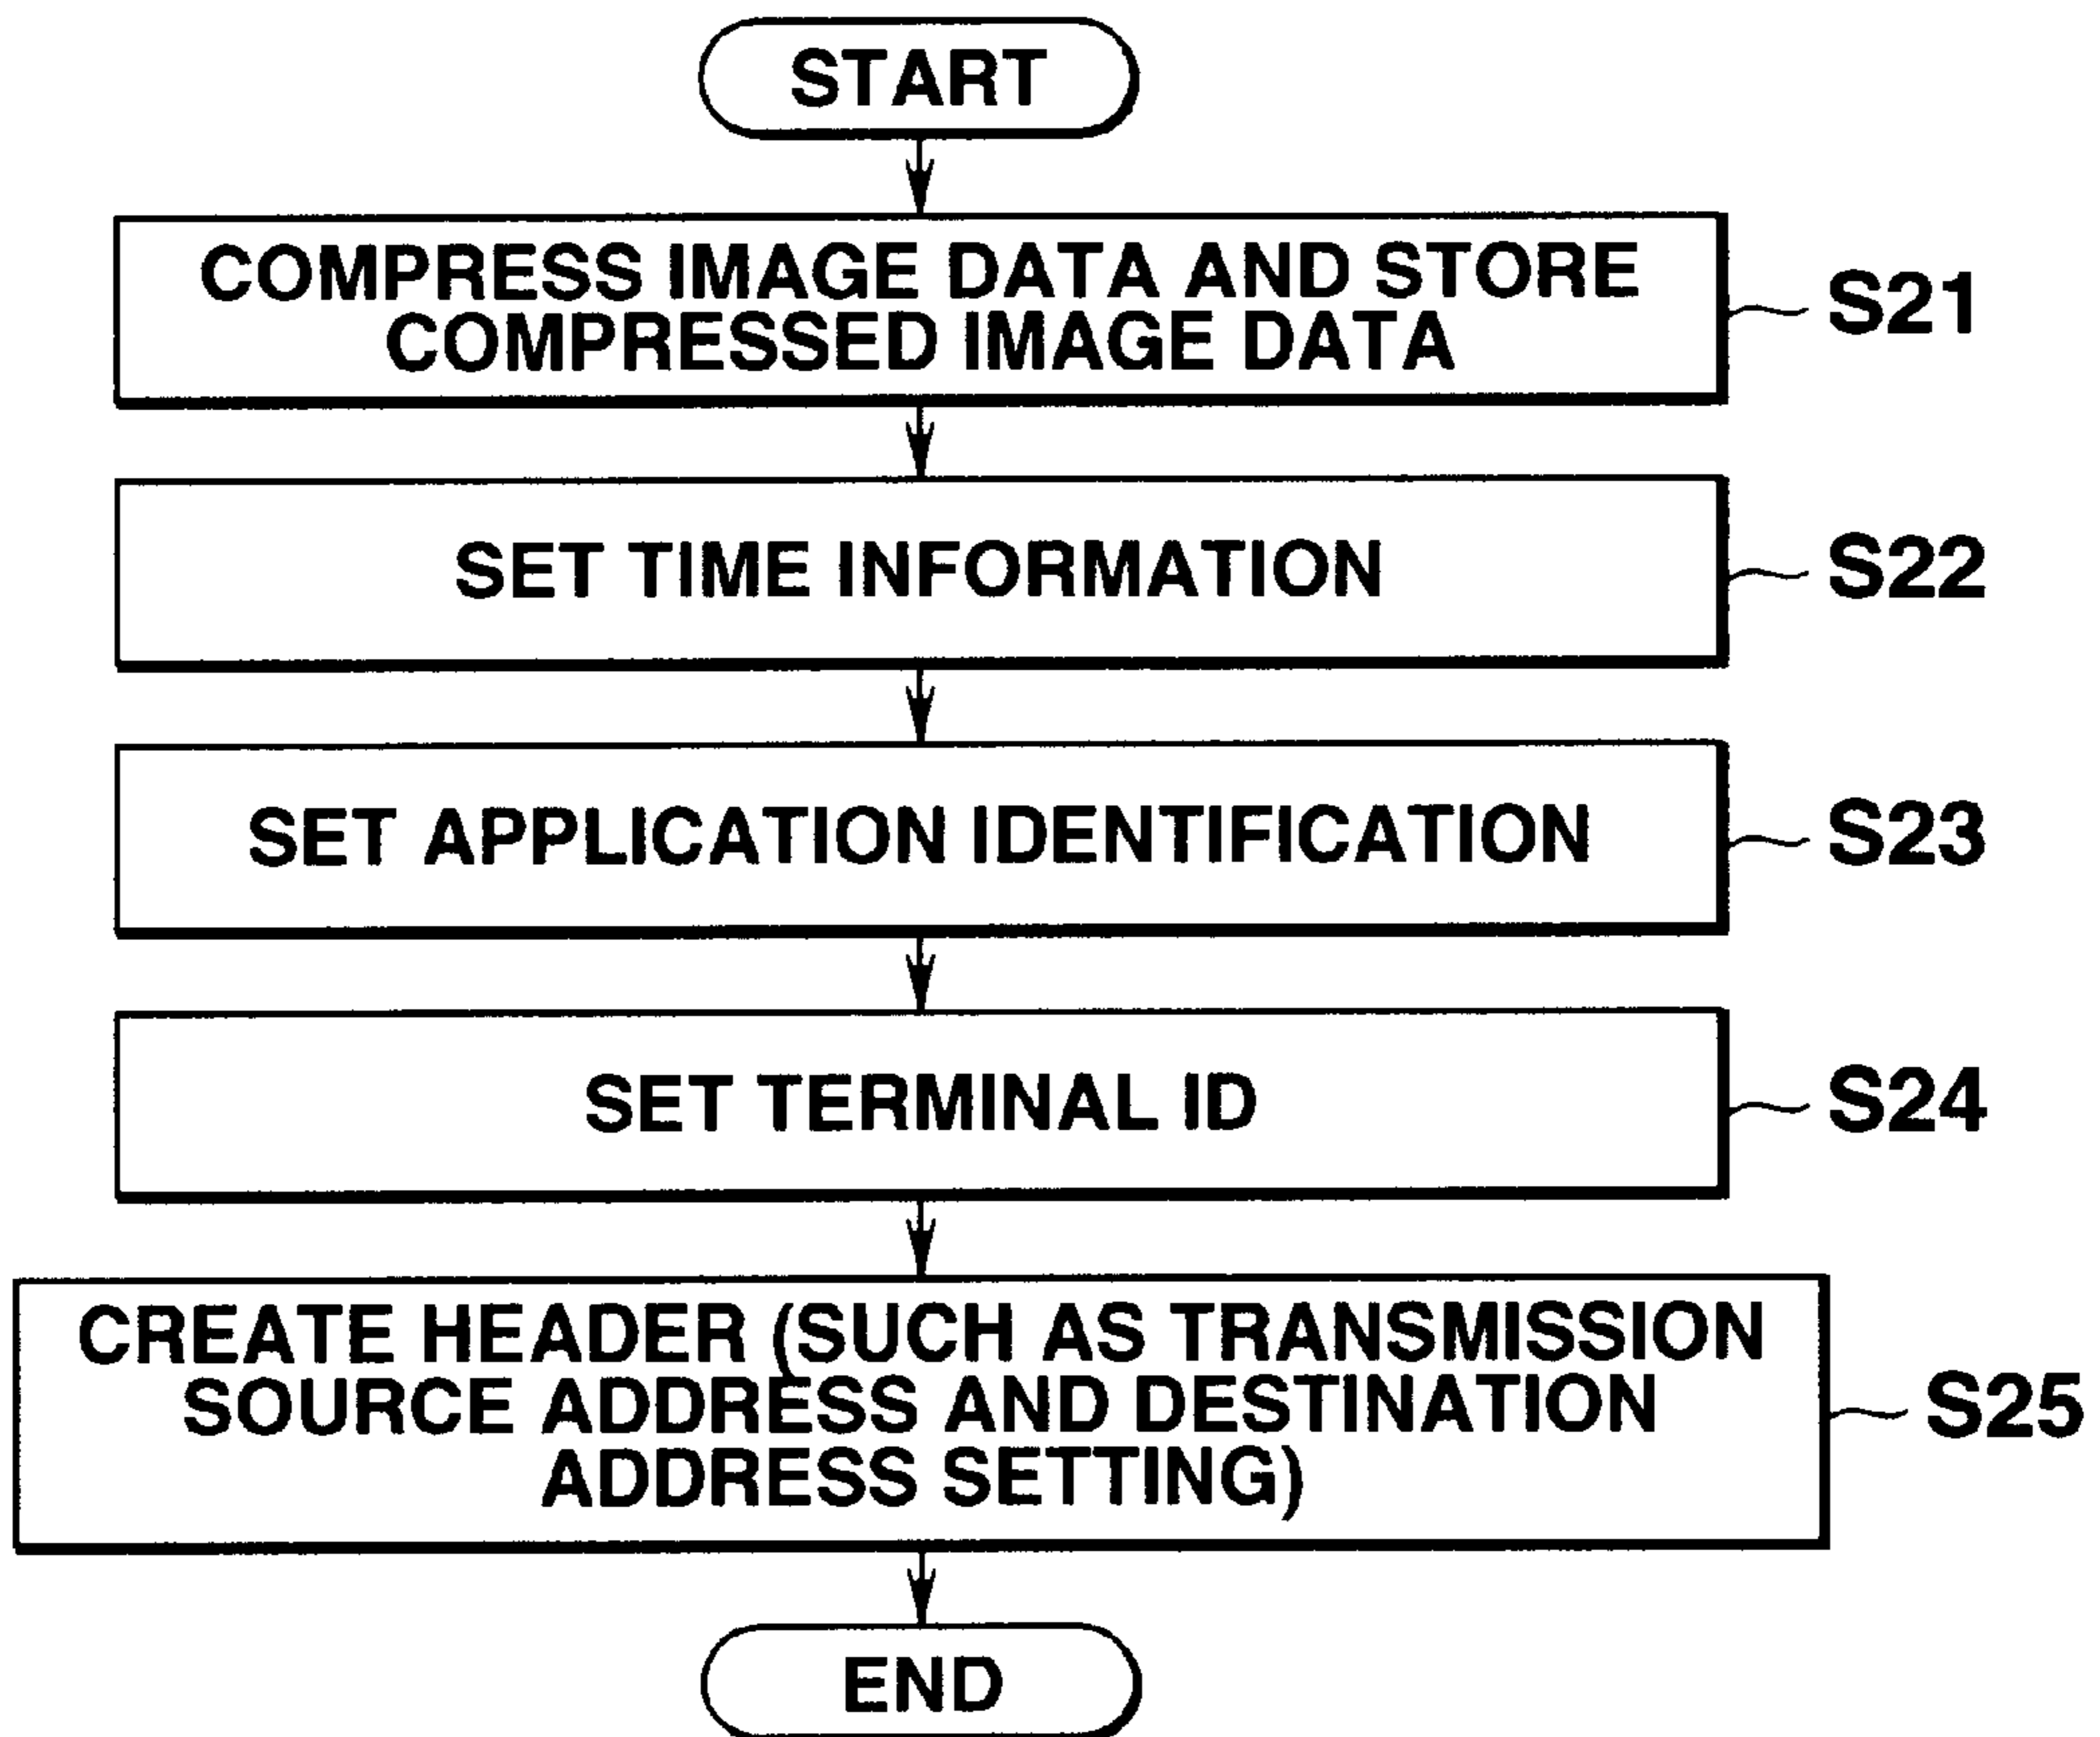 START
COMPRESS IMAGE DATA AND STORE
COMPRESSED IMAGE DATA
S21
SET TIME INFORMATION
S22
SET APPLICATION IDENTIFICATION
S23
SET TERMINAL ID
S24
CREATE HEADER (SUCH AS TRANSMISSION
SOURCE ADDRESS AND DESTINATION
ADDRESS SETTING)
S25
END